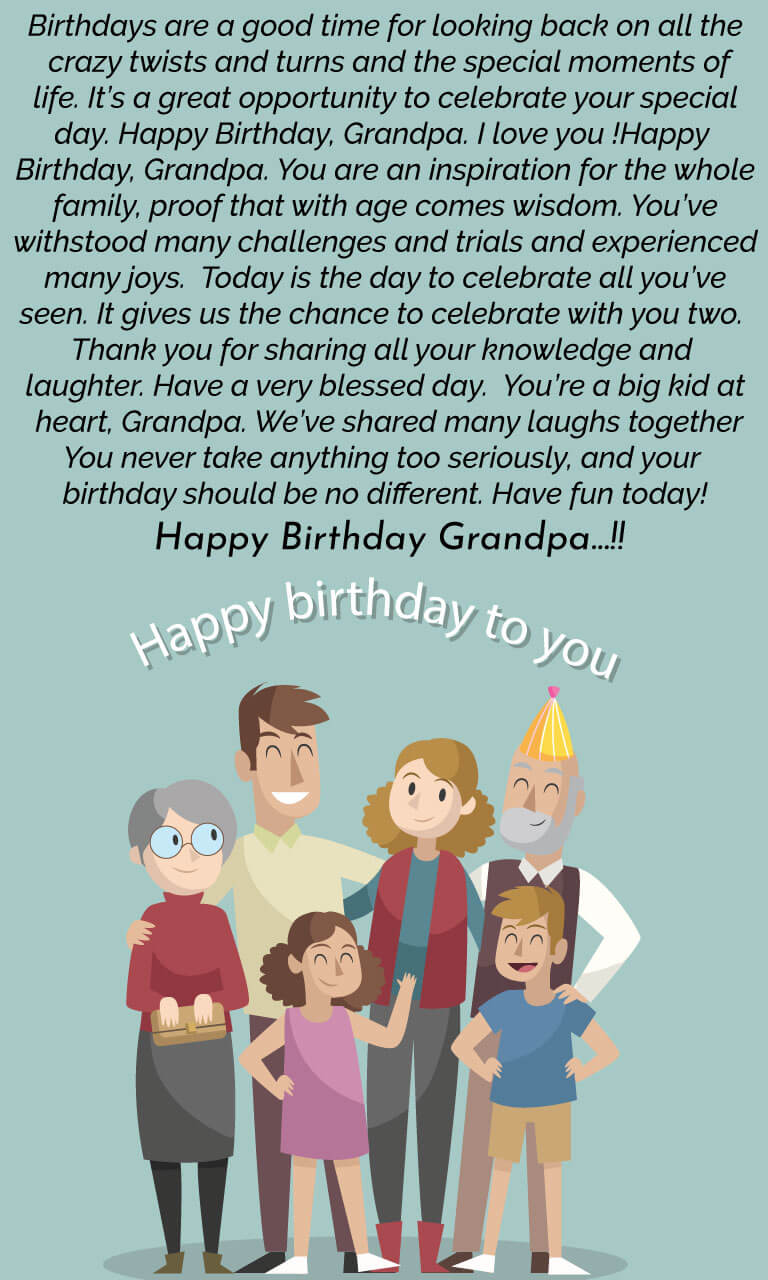 Birthdays are a good time for looking back on all the
crazy twists and turns and the special moments of
life. It's a great opportunity to celebrate your special
day. Happy Birthday, Grandpa. I love you !Happy
Birthday, Grandpa. You are an inspiration for the whole
family, proof that with age comes wisdom. You've
withstood many challenges and trials and experienced
many joys.  Today is the day to celebrate all you've
seen. It gives us the chance to celebrate with you two.
Thank you for sharing all your knowledge and
laughter. Have a very blessed day.  You're a big kid at
heart, Grandpa. We've shared many laughs together
You never take anything too seriously, and your
birthday should be no different. Have fun today!
Happy Birthday Grandpa...!!
Happy birthday to you